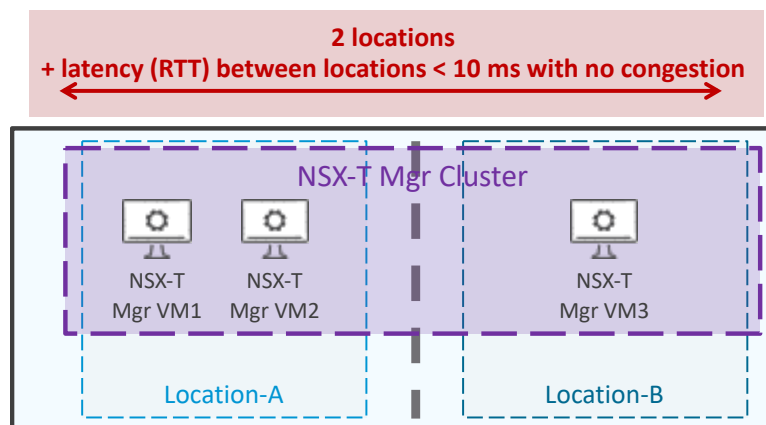 2 locations
+ latency (RTT) between locations < 10 ms with no congestion
NSX-T Mgr Cluster
NSX-T
Mgr VM1
NSX-T
Mgr VM2
NSX-T
Mgr VM3
Location-A
Location-B